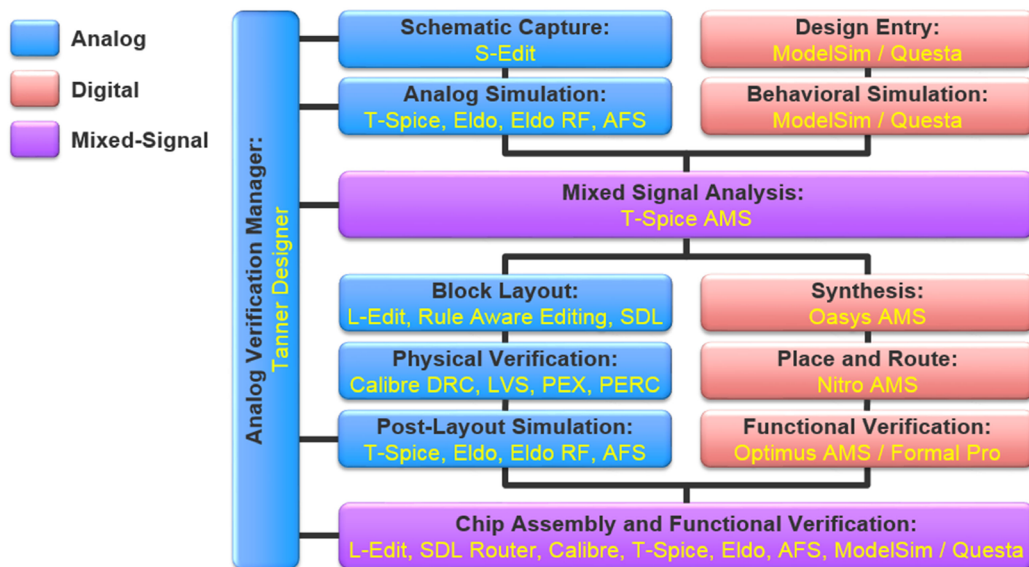 Analog
Digital
Mixed-Signal
Analog Verification Manager:
Tanner Designer
Schematic Capture:
S-Edit
Design Entry:
ModelSim / Questa
Analog Simulation:
T-Spice, Eldo, Eldo RF, AFS
Behavioral Simulation:
ModelSim / Questa
Mixed Signal Analysis:
T-Spice AMS
Block Layout:
L-Edit, Rule Aware Editing, SDL
Synthesis:
Oasys AMS
Physical Verification:
Calibre DRC, LVS, PEX, PERC
Place and Route:
Nitro AMS
Post-Layout Simulation:
T-Spice, Eldo, Eldo RF, AFS
Functional Verification:
Optimus AMS / Formal Pro
Chip Assembly and Functional Verification:
L-Edit, SDL Router, Calibre, T-Spice, Eldo, AFS, ModelSim / Questa